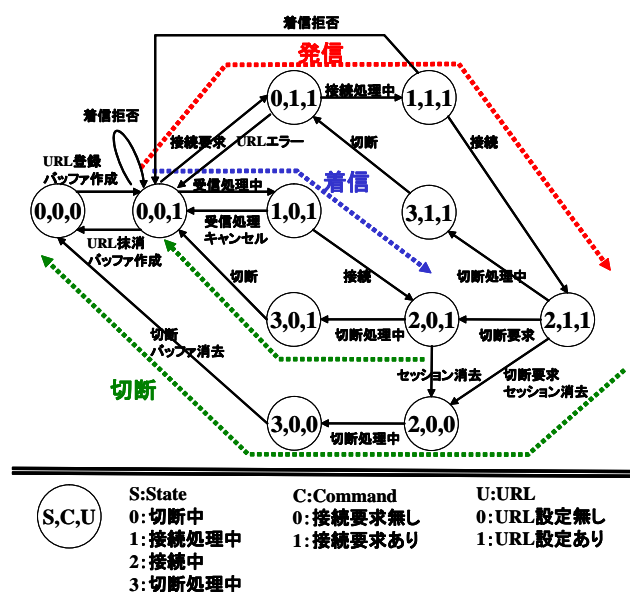 着信拒否
発信
0,1,1
接続処理中
1,1,1
着信拒否
接続要求
URLエラー
切断
接続
URL登録
バッファ作成
受信処理中
着信
0,0,0
0,0,1
1,0,1
3,1,1
受信処理
キャンセル
URL抹消
バッファ作成
切断
接続
切断処理中
3,0,1
2,0,1
2,1,1
切断処理中
切断要求
切断
バッファ消去
セッション消去
切断要求
セッション消去
切断
3,0,0
2,0,0
切断処理中
S,C,U
S:State
0:切断中
1:接続処理中
2:接続中
3:切断処理中
C:Command
0:接続要求無し
1:接続要求あり
U:URL
0:URL設定無し
1:URL設定あり